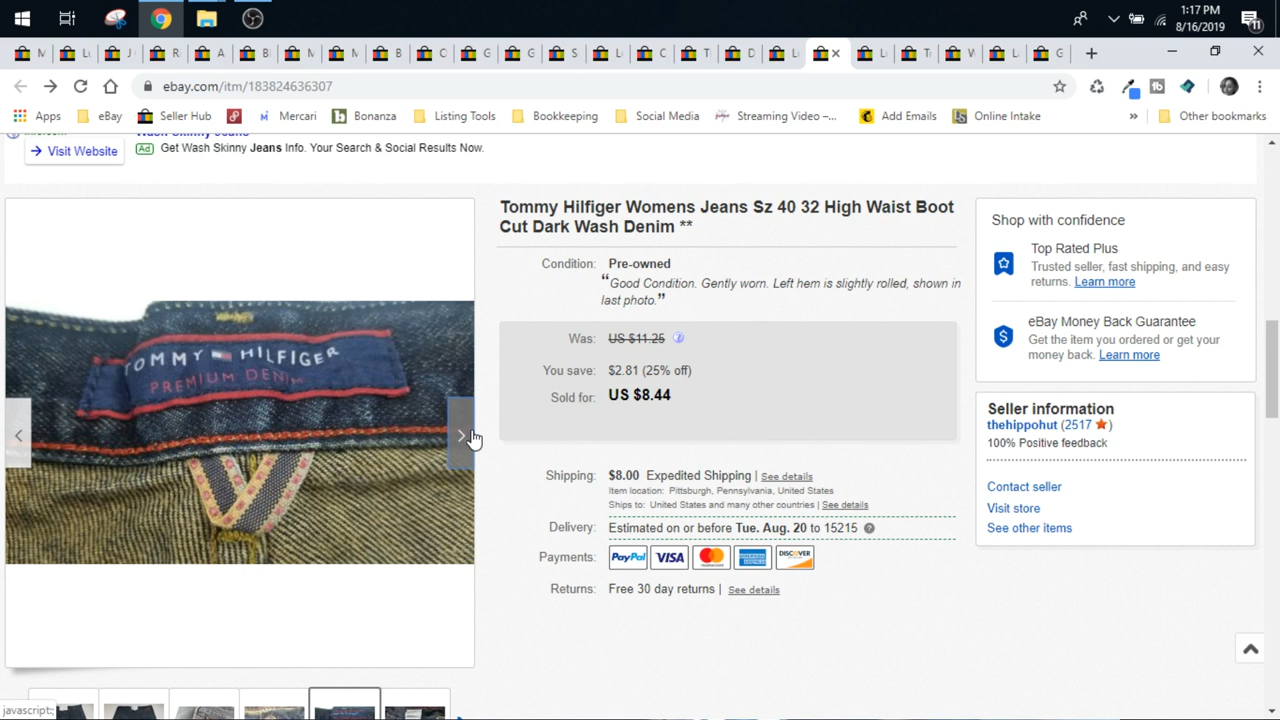 1:17 PM
8/16/2019
11
ebay.com/itm/183824636307
Apps
eBay
Seller Hub
Mercari
Bonanza
Listing Tools
Bookkeeping
Social Media
Streaming Video –...
Add Emails
Online Intake
»
Other bookmarks
Wash Skinny Jeans
→ Visit Website
Ad
Get Wash Skinny Jeans Info. Your Search & Social Results Now.
Tommy Hilfiger Womens Jeans Sz 40 32 High Waist Boot
Cut Dark Wash Denim **
Condition: Pre-owned
“Good Condition. Gently worn. Left hem is slightly rolled, shown in
last photo.”
Was: US $11.25
You save: $2.81 (25% off)
Sold for: US $8.44
Shipping: $8.00 Expedited Shipping | See details
Item location: Pittsburgh, Pennsylvania, United States
Ships to: United States and many other countries | See details
Delivery: Estimated on or before Tue. Aug. 20 to 15215
Payments: PayPal VISA MasterCard AMERICAN EXPRESS DISCOVER
Returns: Free 30 day returns | See details
TOMMY HILFIGER
PREMIUM DENIM
Shop with confidence
Top Rated Plus
Trusted seller, fast shipping, and easy
returns. Learn more
eBay Money Back Guarantee
Get the item you ordered or get your
money back. Learn more
Seller information
thehippohut (2517 ★)
100% Positive feedback
Contact seller
Visit store
See other items
javascript:;